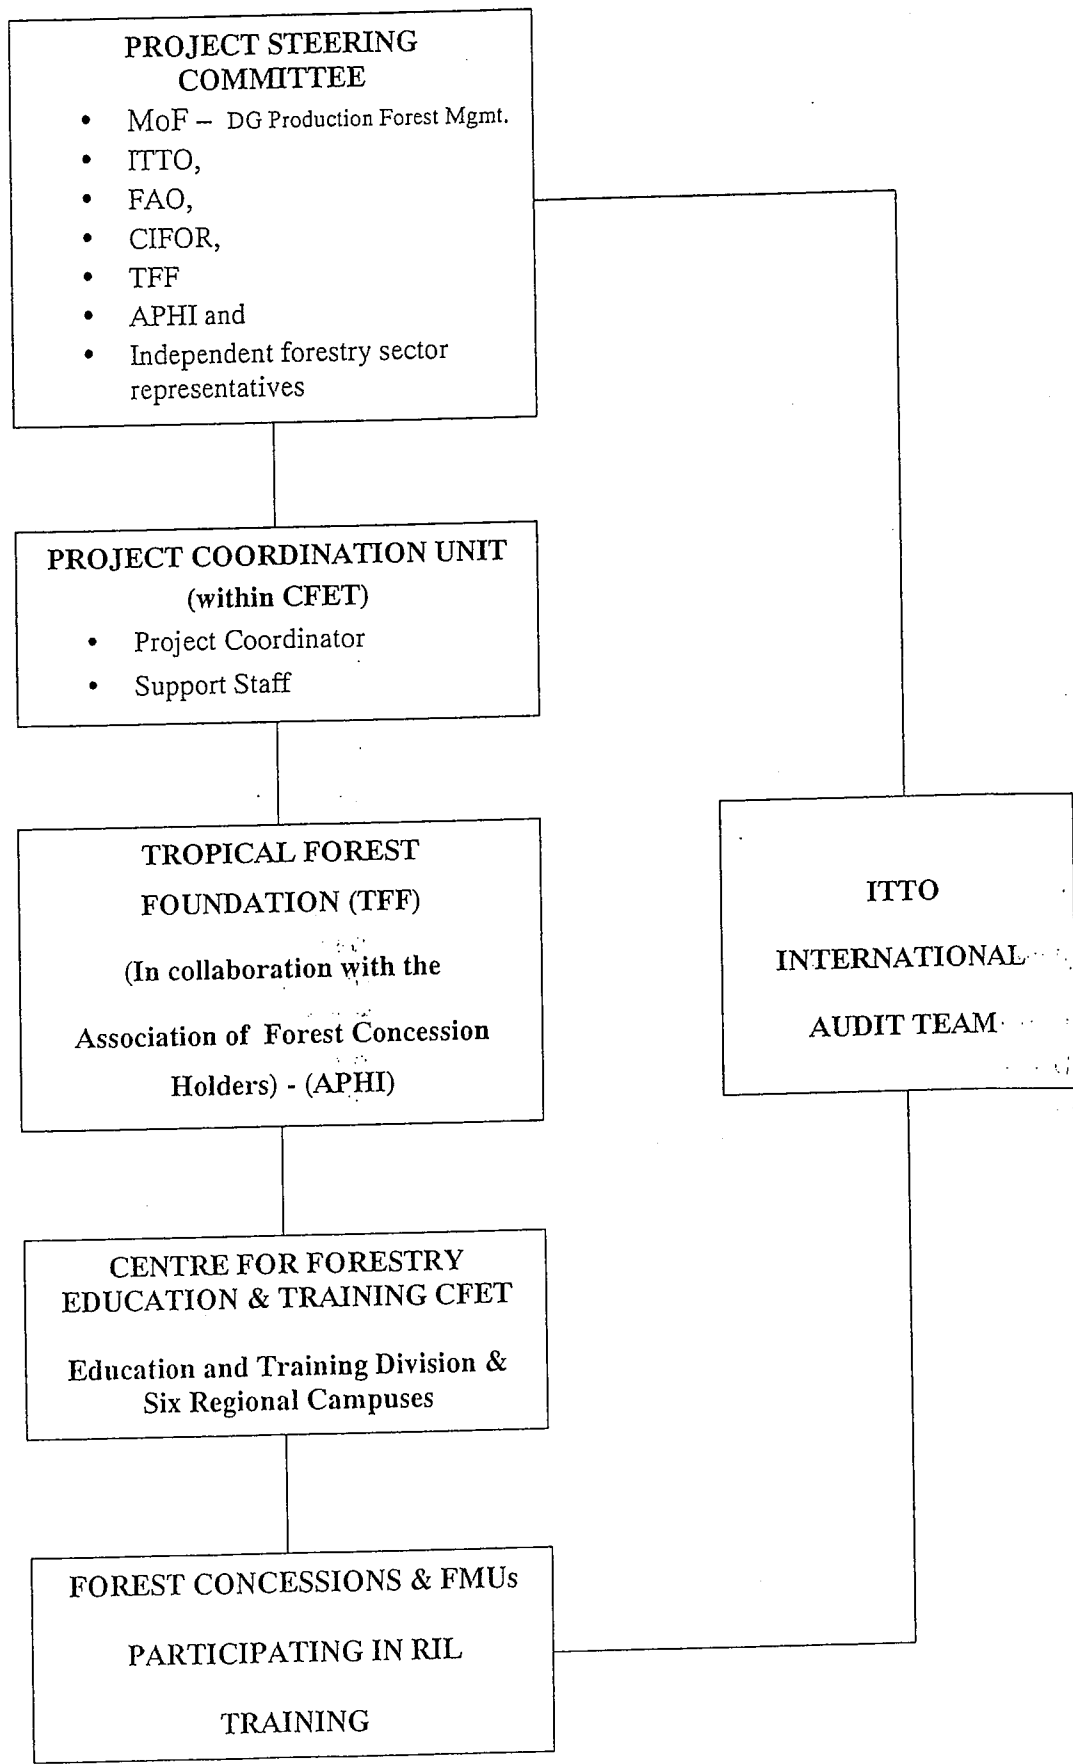 PROJECT STEERING
COMMITTEE
• MoF – DG Production Forest Mgmt.
• ITTO,
• FAO,
• CIFOR,
• TFF
• APHI and
• Independent forestry sector
representatives
PROJECT COORDINATION UNIT
(within CFET)
• Project Coordinator
• Support Staff
TROPICAL FOREST
FOUNDATION (TFF)
(In collaboration with the
Association of Forest Concession
Holders) - (APHI)
ITTO
INTERNATIONAL
AUDIT TEAM
CENTRE FOR FORESTRY
EDUCATION & TRAINING CFET
Education and Training Division &
Six Regional Campuses
FOREST CONCESSIONS & FMUs
PARTICIPATING IN RIL
TRAINING